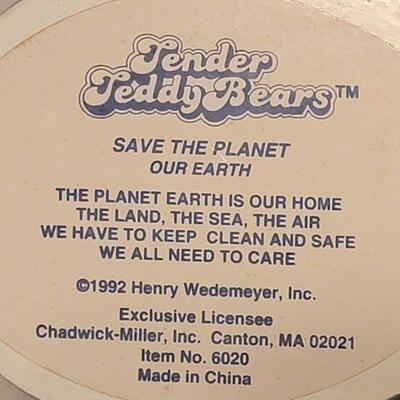 Tender
Teddy Bears™
SAVE THE PLANET
OUR EARTH
THE PLANET EARTH IS OUR HOME
THE LAND, THE SEA, THE AIR
WE HAVE TO KEEP CLEAN AND SAFE
WE ALL NEED TO CARE
©1992 Henry Wedemeyer, Inc.
Exclusive Licensee
Chadwick-Miller, Inc. Canton, MA 02021
Item No. 6020
Made in China